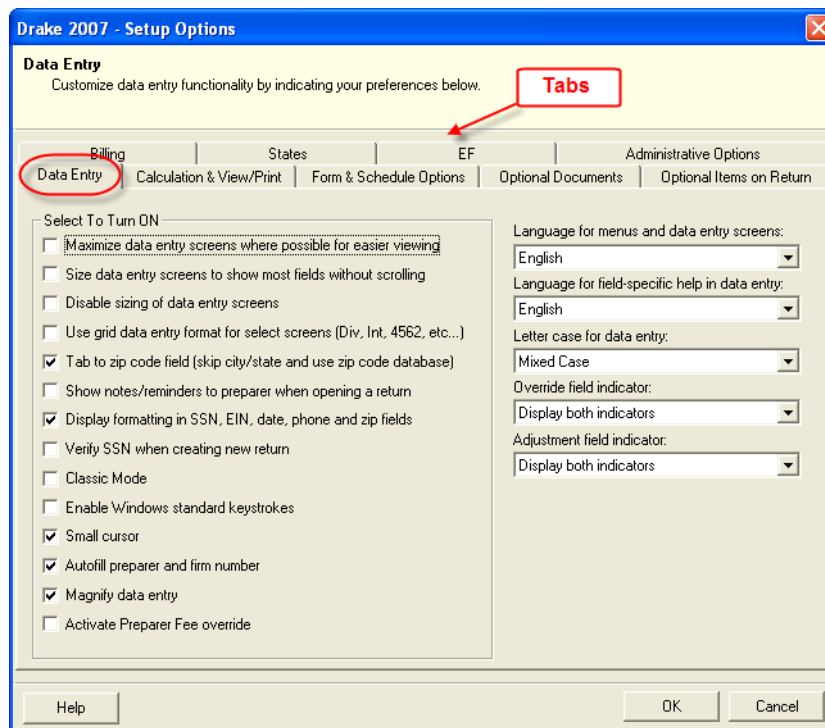 Drake 2007 - Setup Options
Data Entry
Customize data entry functionality by indicating your preferences below.
Tabs
Billing States EF Administrative Options
Data Entry Calculation & View/Print Form & Schedule Options Optional Documents Optional Items on Return
Select To Turn ON
Maximize data entry screens where possible for easier viewing
Size data entry screens to show most fields without scrolling
Disable sizing of data entry screens
Use grid data entry format for select screens (Div, Int, 4562, etc...)
Tab to zip code field (skip city/state and use zip code database)
Show notes/reminders to preparer when opening a return
Display formatting in SSN, EIN, date, phone and zip fields
Verify SSN when creating new return
Classic Mode
Enable Windows standard keystrokes
Small cursor
Autofill preparer and firm number
Magnify data entry
Activate Preparer Fee override
Language for menus and data entry screens:
English
Language for field-specific help in data entry:
English
Letter case for data entry:
Mixed Case
Override field indicator:
Display both indicators
Adjustment field indicator:
Display both indicators
Help OK Cancel